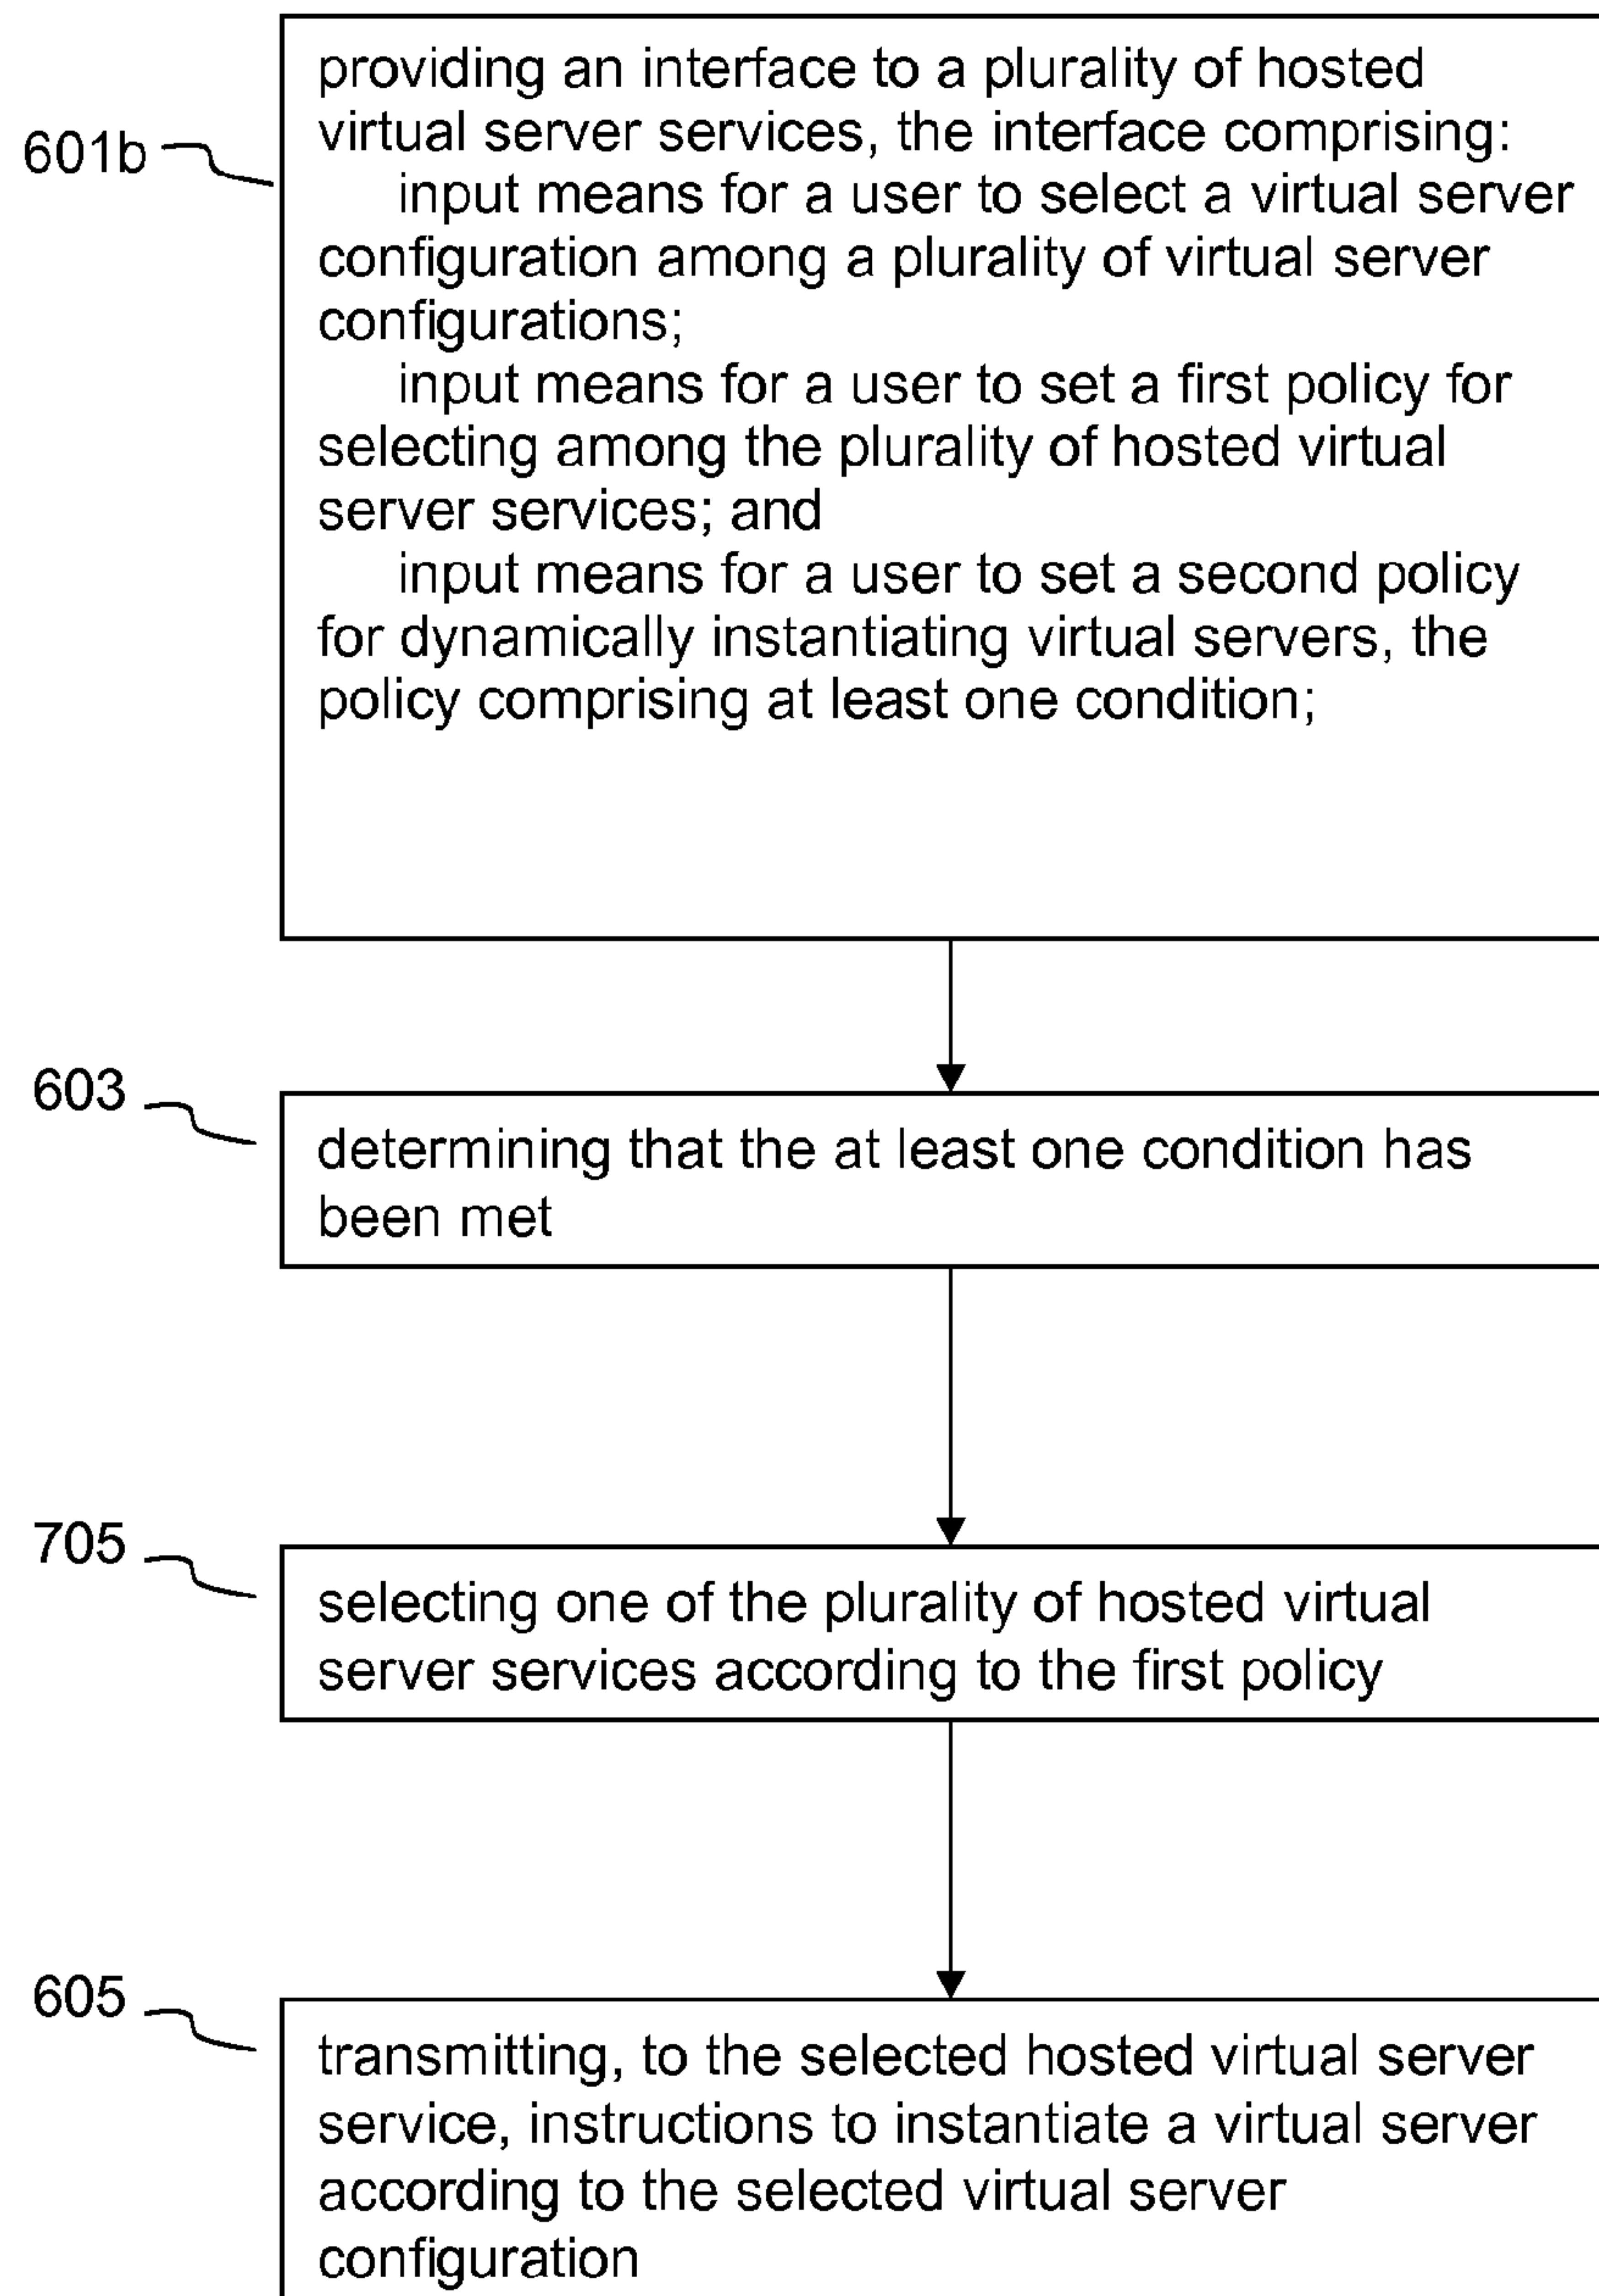 providing an interface to a plurality of hosted
virtual server services, the interface comprising:
601b
input means for a user to select a virtual server
configuration among a plurality of virtual server
configurations;
input means for a user to set a first policy for
selecting among the plurality of hosted virtual
server services; and
input means for a user to set a second policy
for dynamically instantiating virtual servers, the
policy comprising at least one condition;
603
determining that the at least one condition has
been met
705
selecting one of the plurality of hosted virtual
server services according to the first policy
605
transmitting, to the selected hosted virtual server
service, instructions to instantiate a virtual server
according to the selected virtual server
configuration